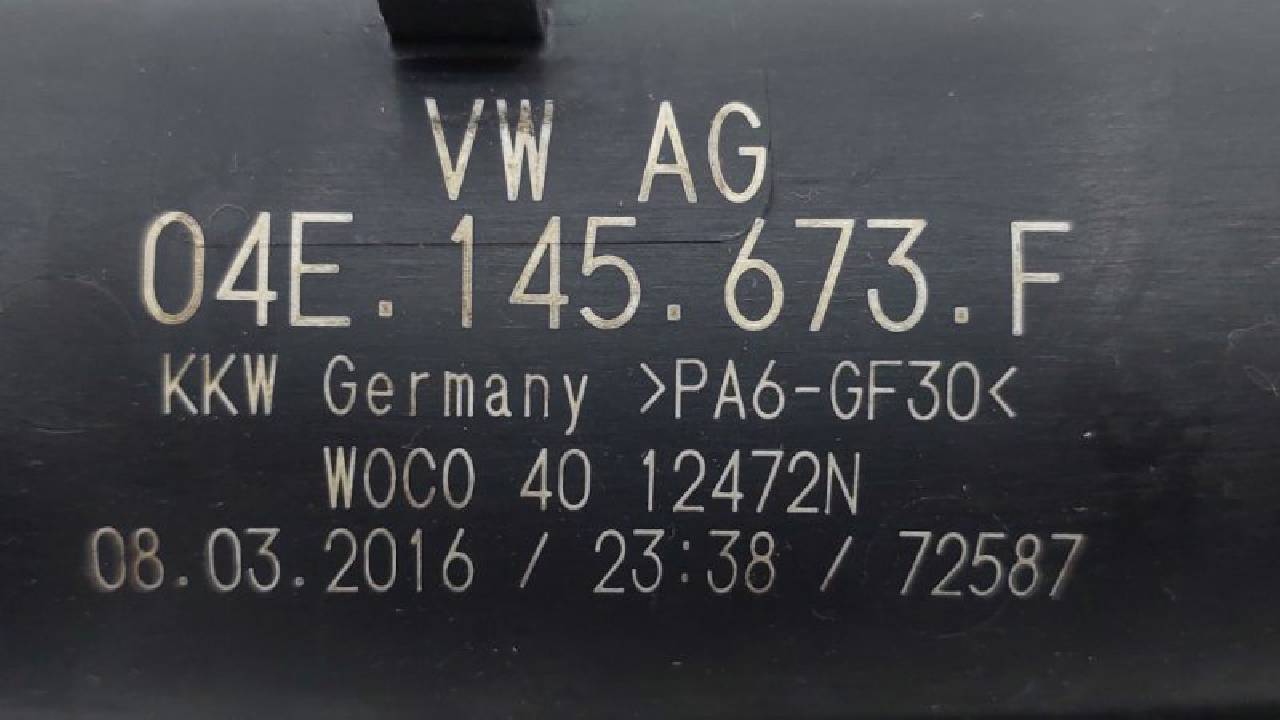 VW AG
04E.145.673.F
KKW Germany >PA6-GF30<
WOCO 40 12472N
08.03.2016 / 23:38 / 72587